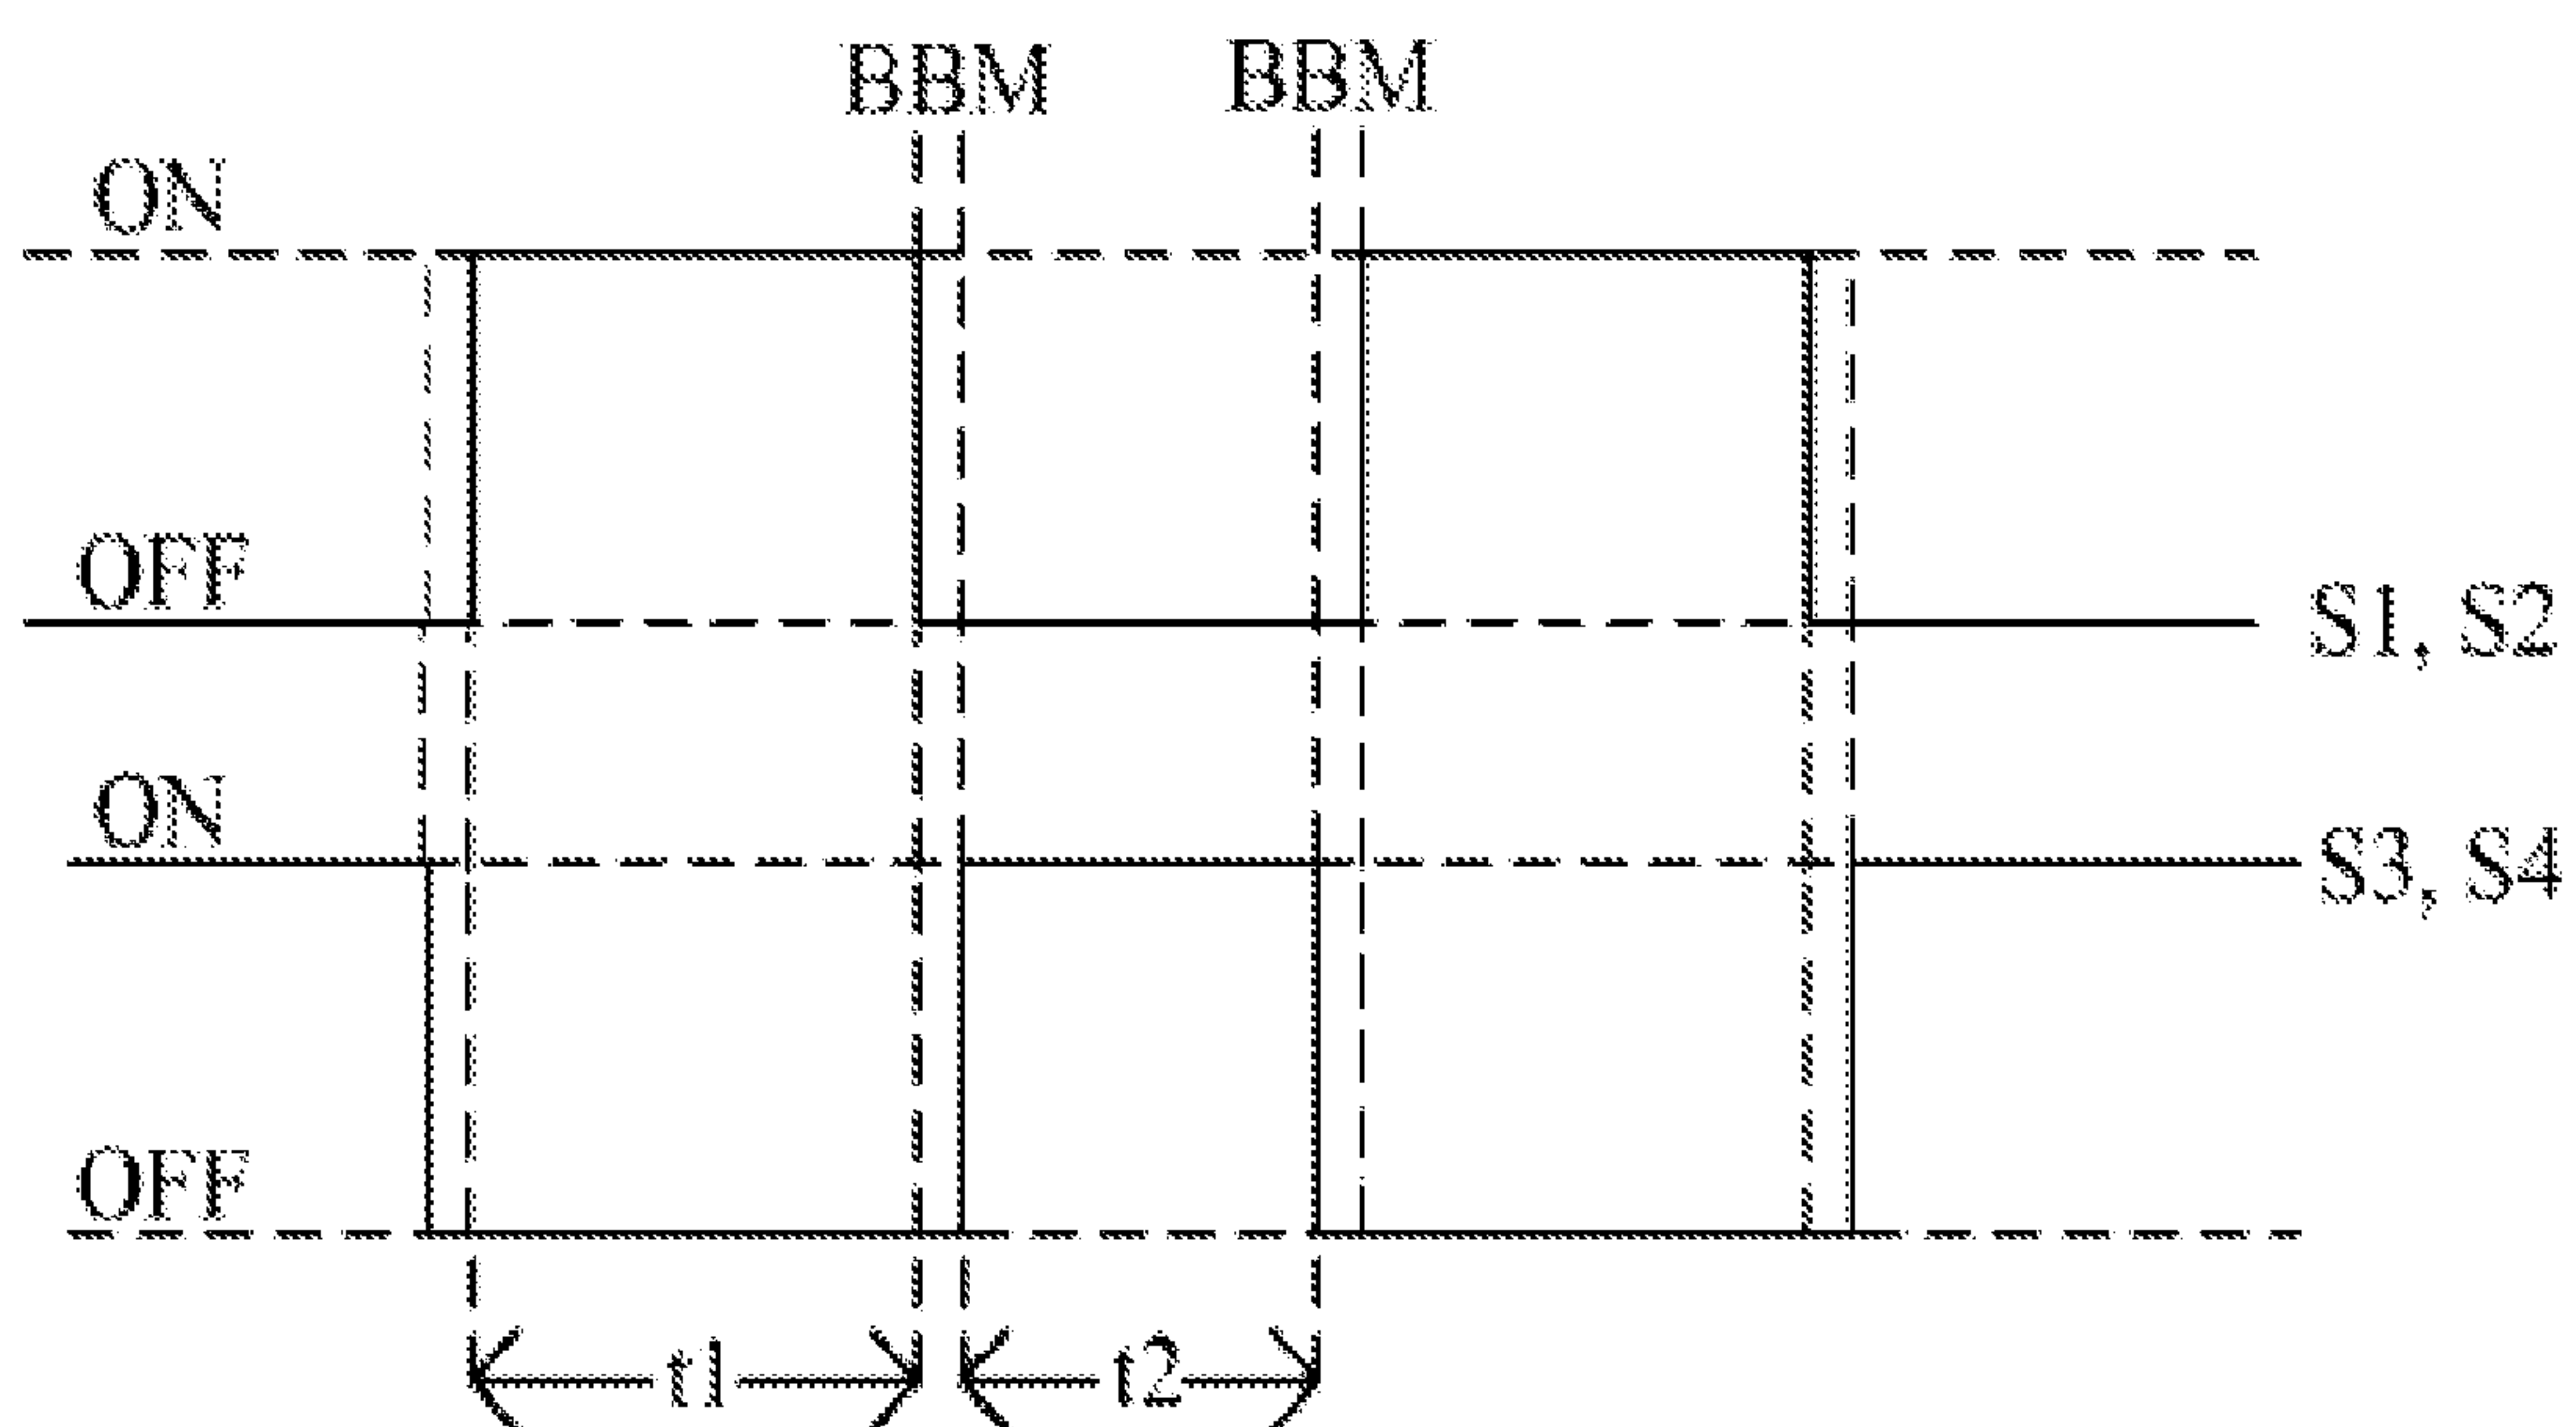 BBM BBM
ON
OFF
S1, S2
ON
S3, S4
OFF
t1 t2